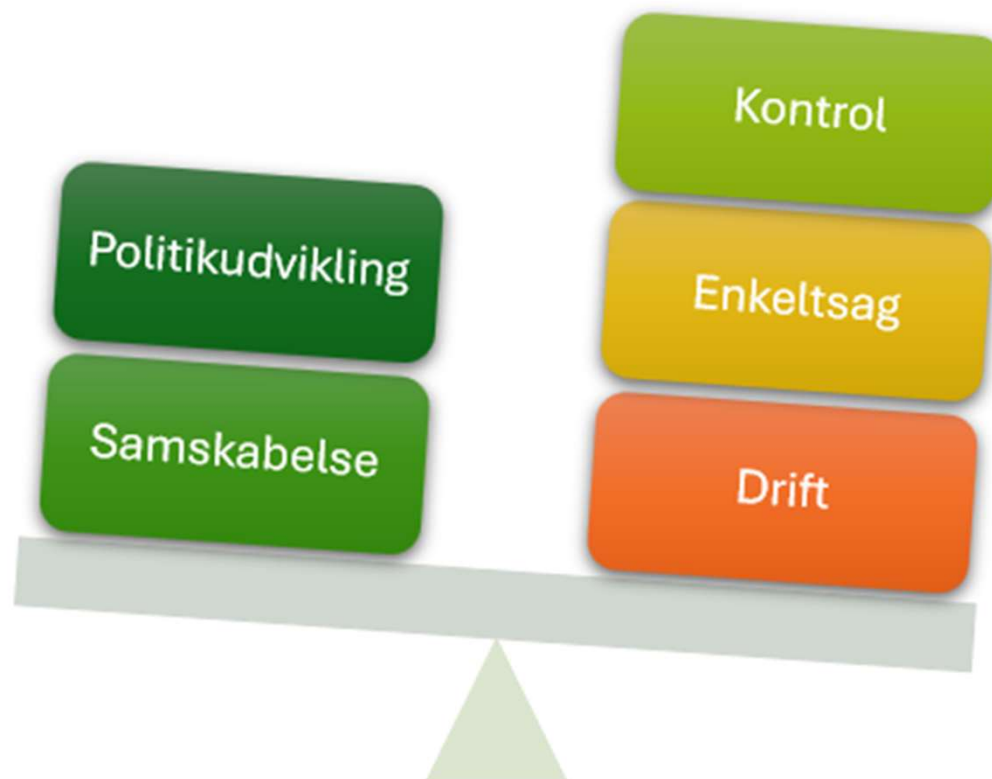 Politikudvikling
Samskabelse
Kontrol
Enkeltsag
Drift